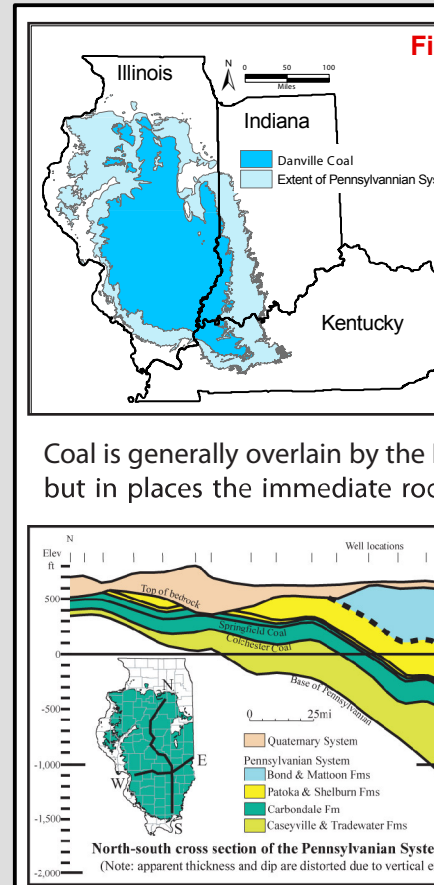 Fi
N
0 50 100
Miles
Illinois
Indiana
Danville Coal
Extent of Pennsylvannian Sys
Kentucky
Coal is generally overlain by the
but in places the immediate roo
N
Elev
ft
Well locations
500
Top of bedrock
Springfield Coal
Colchester Coal
0
Base of Pennsylvanian
-500
-1,000
-1,500
-2,000
N
E
W
S
0 25mi
Quaternary System
Pennsylvanian System
Bond & Mattoon Fms
Patoka & Shelburn Fms
Carbondale Fm
Caseyville & Tradewater Fms
North-south cross section of the Pennsylvanian Syste
(Note: apparent thickness and dip are distorted due to vertical e